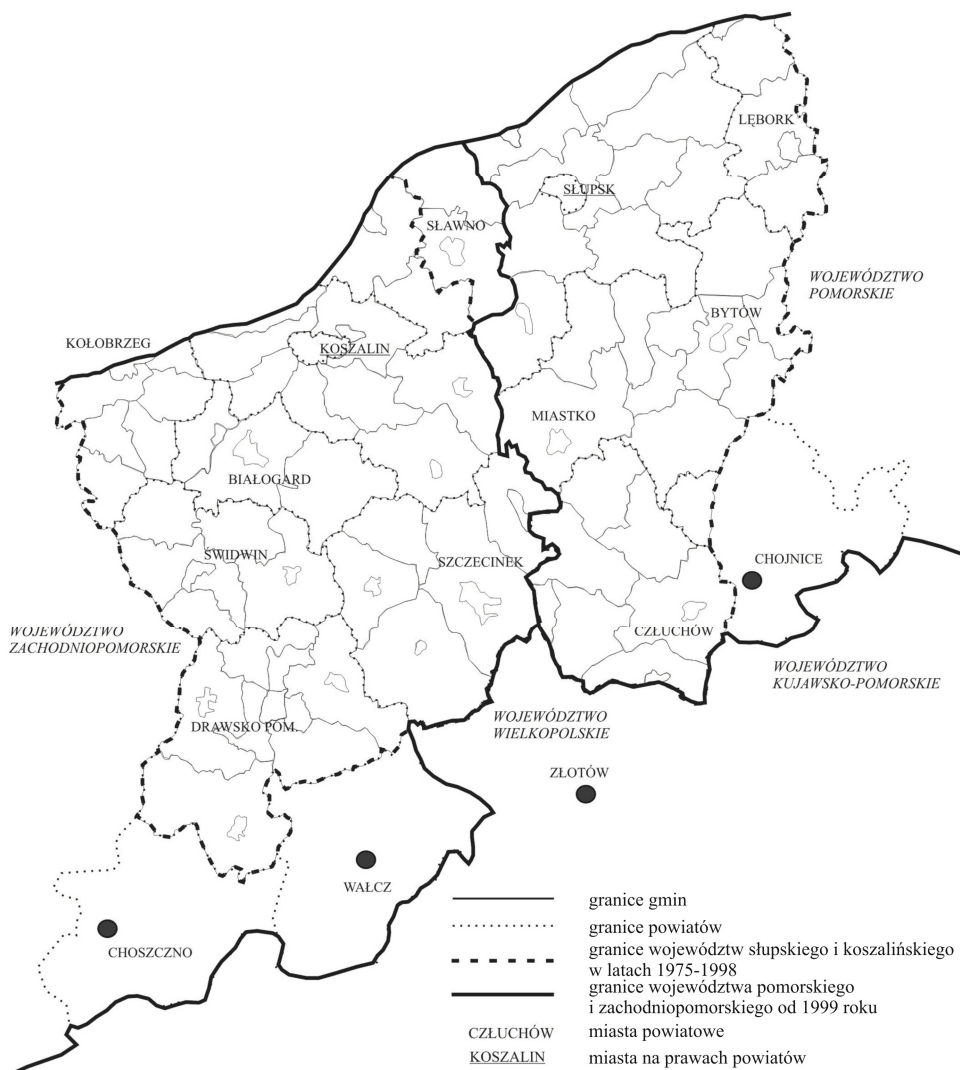 LĘBORK
SŁUPSK
SŁAWNO
WOJEWÓDZTWO
POMORSKIE
BYTÓW
KOŁOBRZEG
KOSZALIN
MIASTKO
BIAŁOGARD
ŚWIDWIN
SZCZECINEK
CHOJNICE
WOJEWÓDZTWO
ZACHODNIOPOMORSKIE
CZŁUCHÓW
WOJEWÓDZTWO
KUJAWSKO-POMORSKIE
DRAWSKO POM.
WOJEWÓDZTWO
WIELKOPOLSKIE
ZŁOTÓW
WAŁCZ
CHOSZCZNO
granice gmin
granice powiatów
granice województw słupskiego i koszalińskiego
w latach 1975-1998
granice województwa pomorskiego
i zachodniopomorskiego od 1999 roku
CZŁUCHÓW miasta powiatowe
KOSZALIN miasta na prawach powiatów